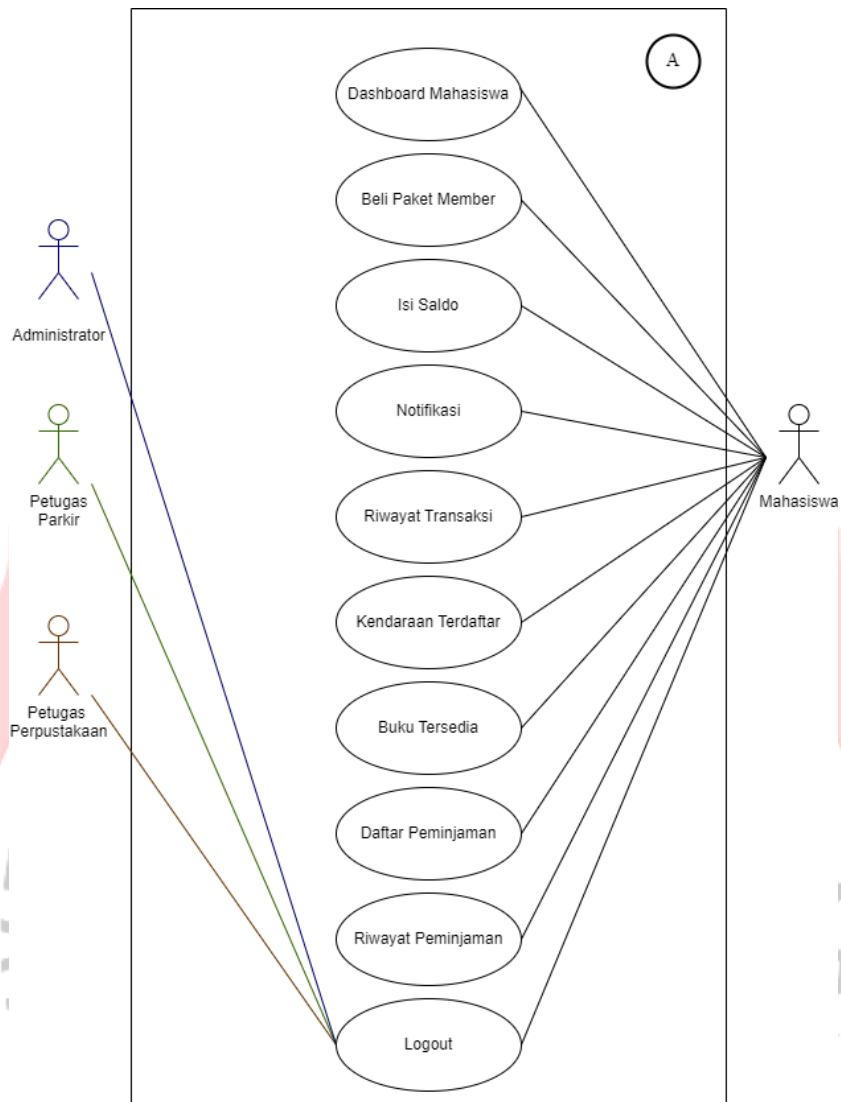 A
Dashboard Mahasiswa
Beli Paket Member
Isi Saldo
Administrator
Notifikasi
Petugas
Parkir
Mahasiswa
Riwayat Transaksi
Kendaraan Terdaftar
Petugas
Perpustakaan
Buku Tersedia
Daftar Peminjaman
Riwayat Peminjaman
Logout